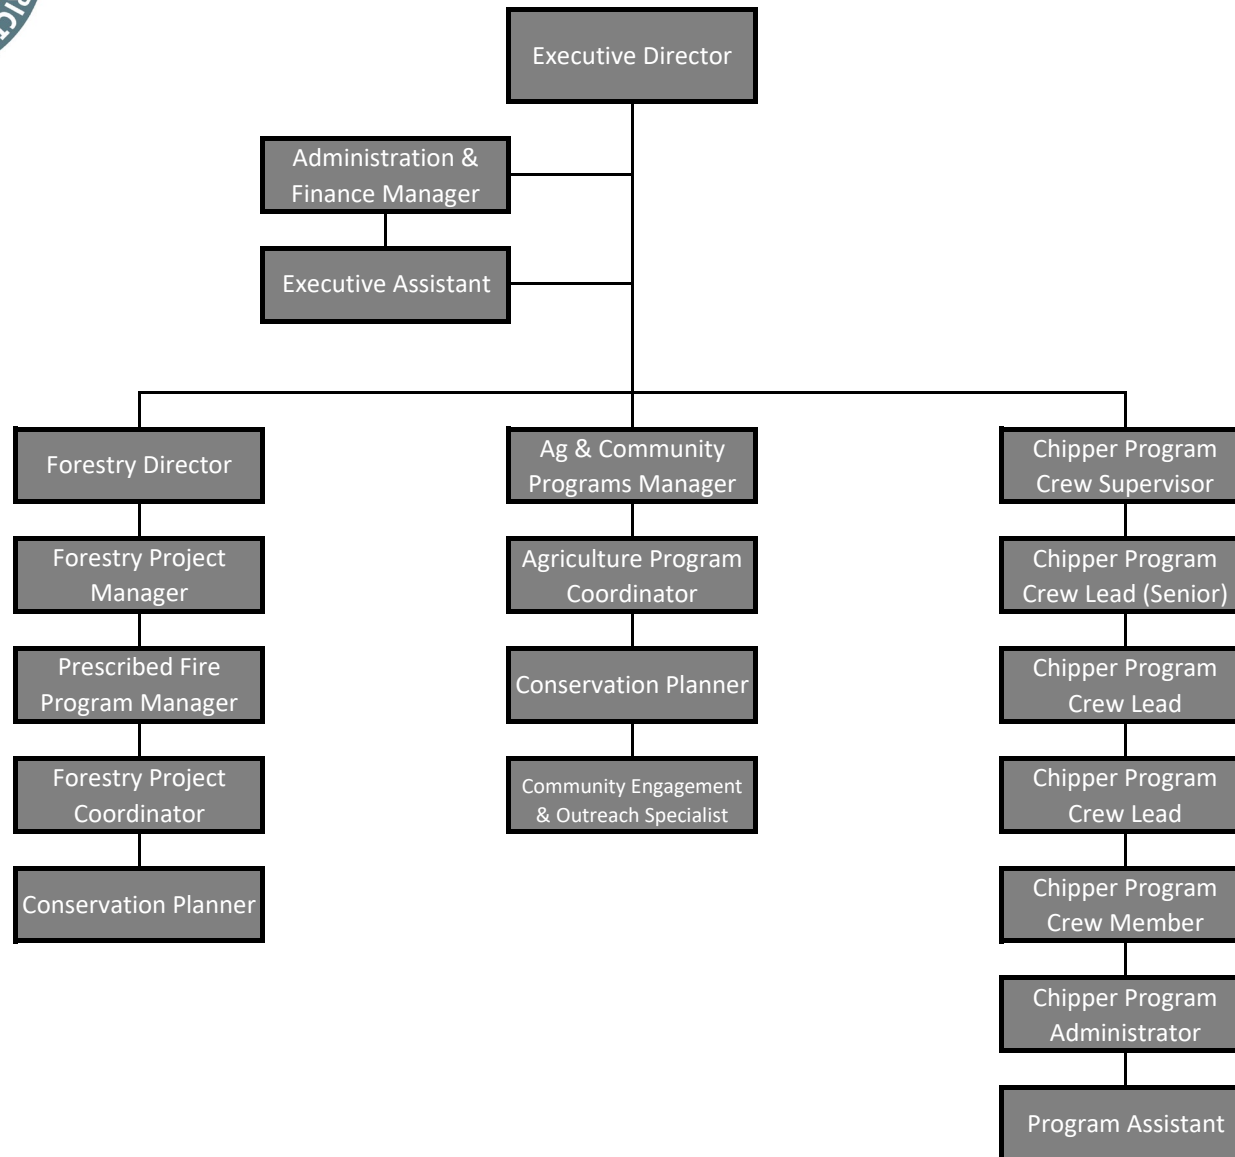 Executive Director
Administration &
Finance Manager
Executive Assistant
Forestry Director
Forestry Project
Manager
Prescribed Fire
Program Manager
Forestry Project
Coordinator
Conservation Planner
Ag & Community
Programs Manager
Agriculture Program
Coordinator
Conservation Planner
Community Engagement
& Outreach Specialist
Chipper Program
Crew Supervisor
Chipper Program
Crew Lead (Senior)
Chipper Program
Crew Lead
Chipper Program
Crew Lead
Chipper Program
Crew Member
Chipper Program
Administrator
Program Assistant